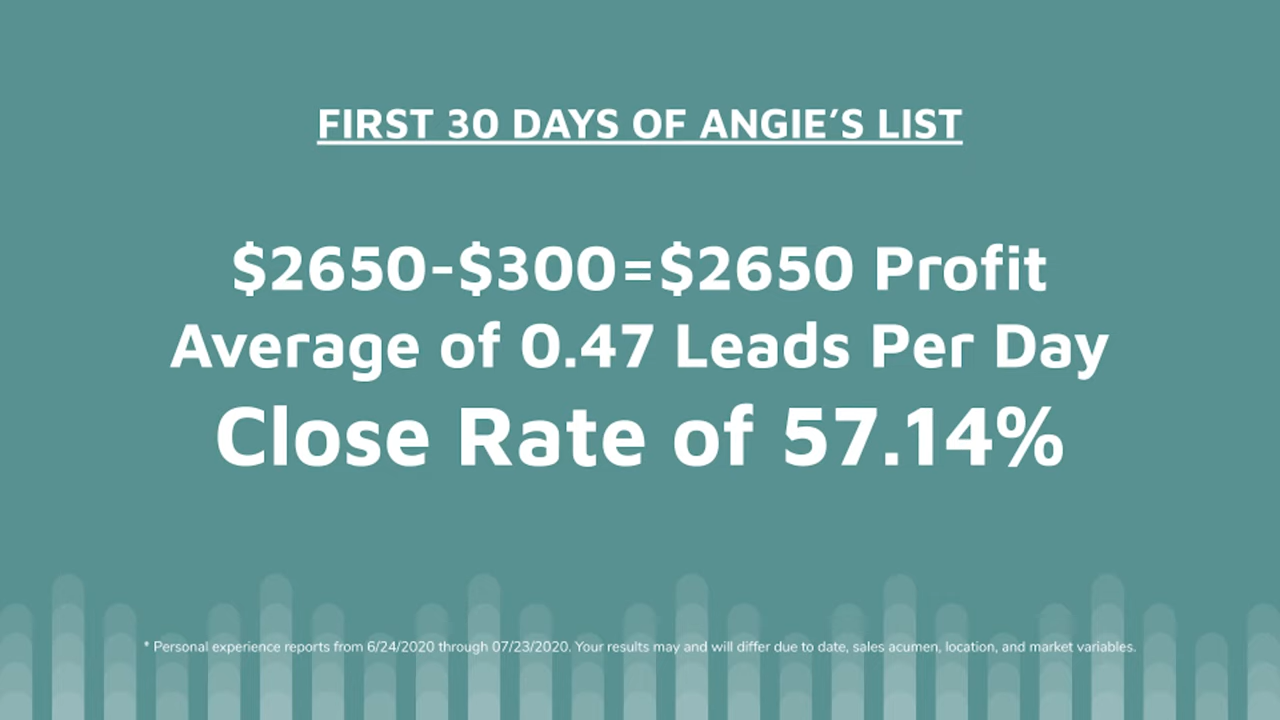 FIRST 30 DAYS OF ANGIE'S LIST
$2650-$300=$2650 Profit
Average of 0.47 Leads Per Day
Close Rate of 57.14%
* Personal experience reports from 6/24/2020 through 07/23/2020. Your results may and will differ due to date, sales acumen, location, and market variables.